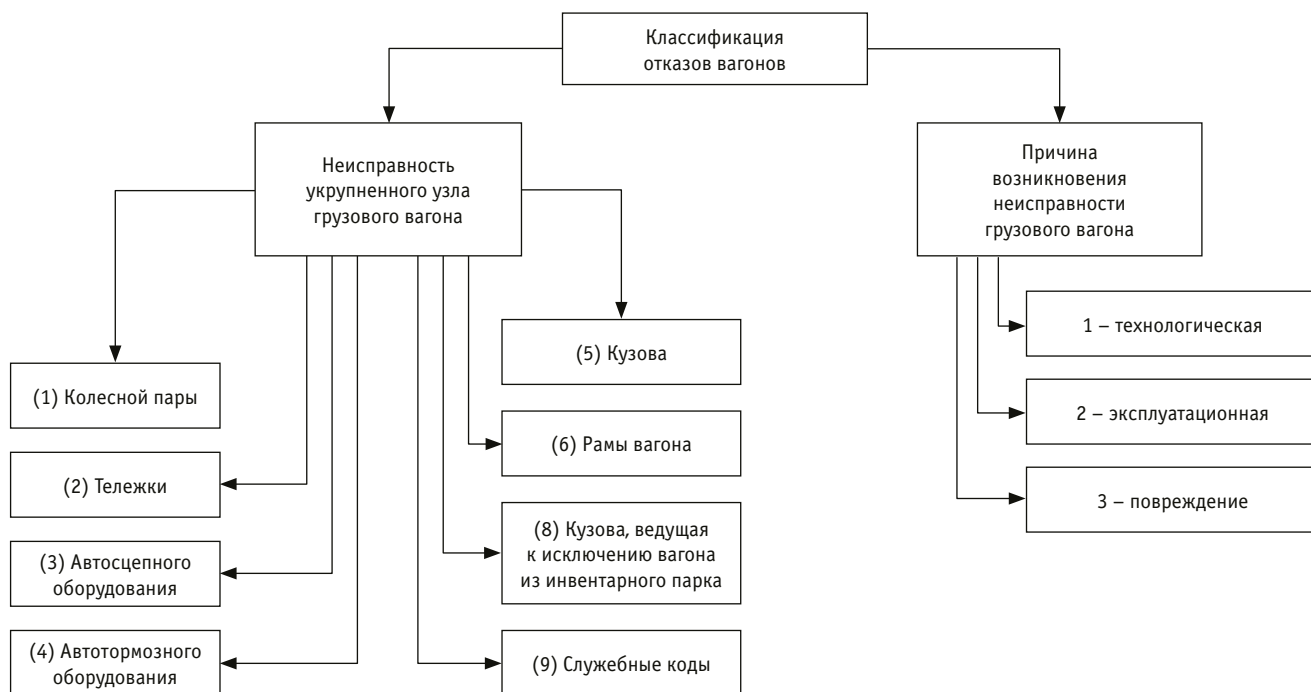 Классификация
отказов вагонов
Неисправность
укрупненного узла
грузового вагона
Причина
возникновения
неисправности
грузового вагона
(1) Колесной пары
(2) Тележки
(3) Автосцепного
оборудования
(4) Автотормозного
оборудования
(5) Кузова
(6) Рамы вагона
(8) Кузова, ведущая
к исключению вагона
из инвентарного парка
(9) Служебные коды
1 – технологическая
2 – эксплуатационная
3 – повреждение